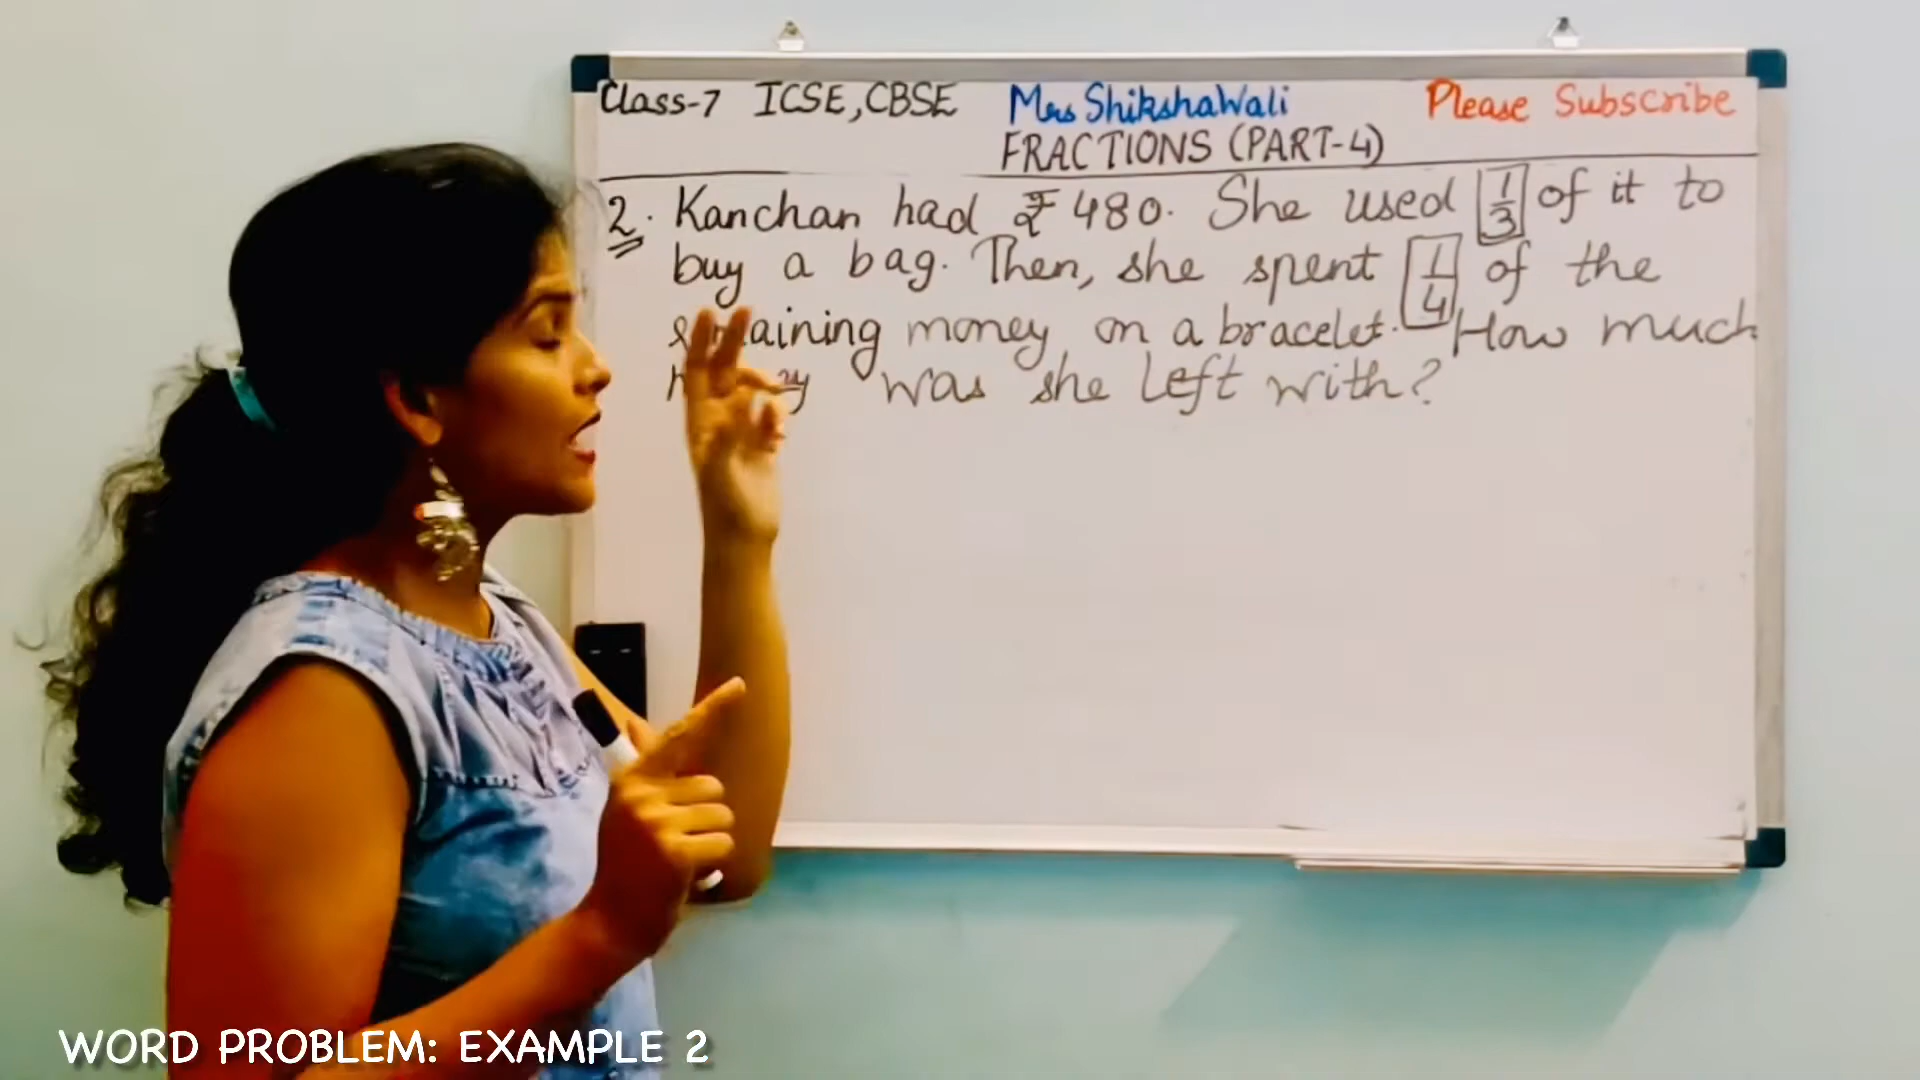 Class-7 ICSE, CBSE Mrs ShikshaWali Please Subscribe
FRACTIONS (PART-4)
2. Kanchan had ₹ 480. She used 1/3 of it to
buy a bag. Then, she spent 1/4 of the
remaining money on a bracelet. How much
was she left with?
WORD PROBLEM: EXAMPLE 2